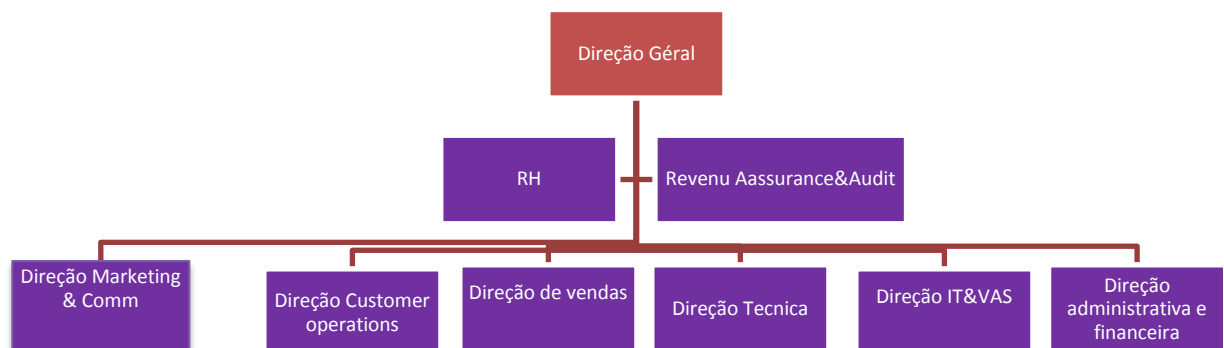 Direção Géral
RH
Revenu Aassurance&Audit
Direção Marketing
& Comm
Direção Customer
operations
Direção de vendas
Direção Tecnica
Direção IT&VAS
Direção
administrativa e
financeira